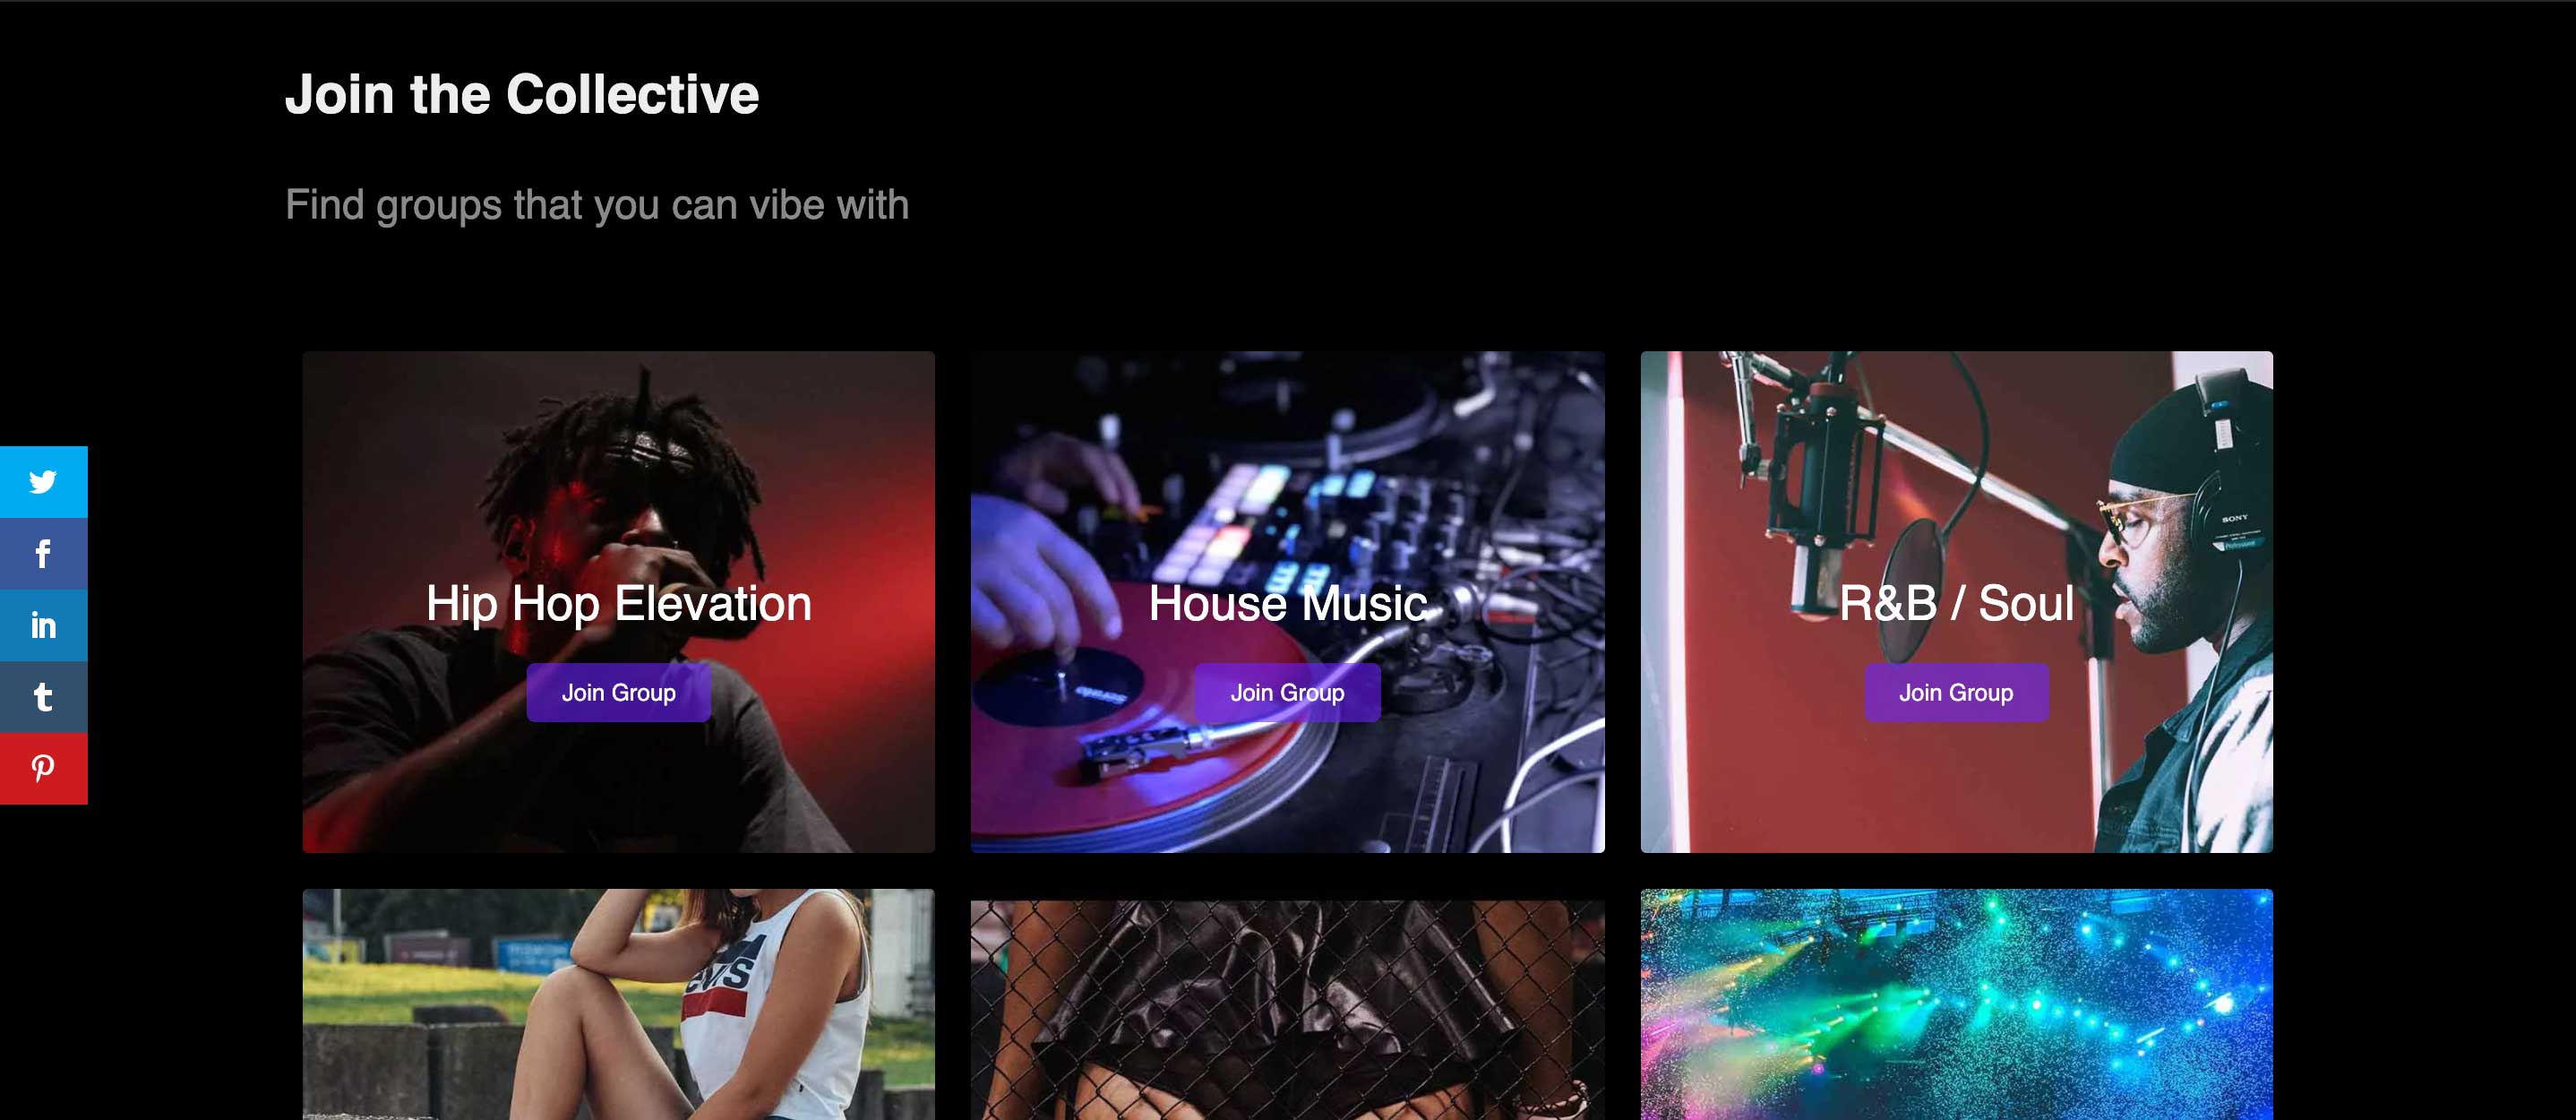 Join the Collective
Find groups that you can vibe with
Hip Hop Elevation
House Music
R&B / Soul
Join Group
Join Group
Join Group
SONY